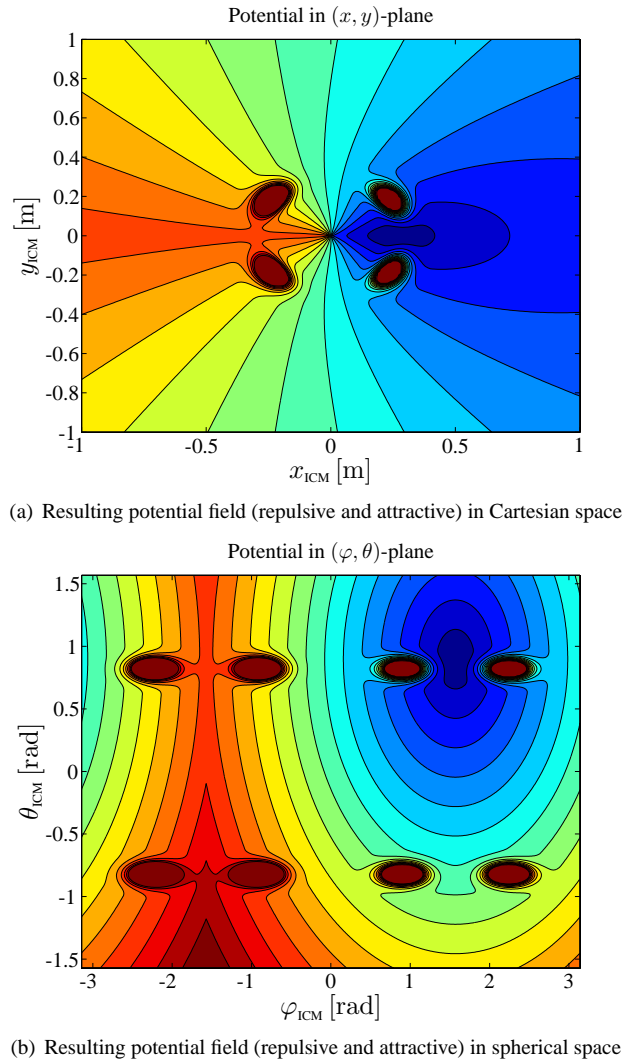 Potential in (x, y)-plane
1
0.8
0.6
0.4
0.2
0
-0.2
-0.4
-0.6
-0.8
-1
y_ICM [m]
-1 -0.5 0 0.5 1
x_ICM [m]
(a) Resulting potential field (repulsive and attractive) in Cartesian space
Potential in (φ, θ)-plane
1.5
1
0.5
0
-0.5
-1
-1.5
θ_ICM [rad]
-3 -2 -1 0 1 2 3
φ_ICM [rad]
(b) Resulting potential field (repulsive and attractive) in spherical space